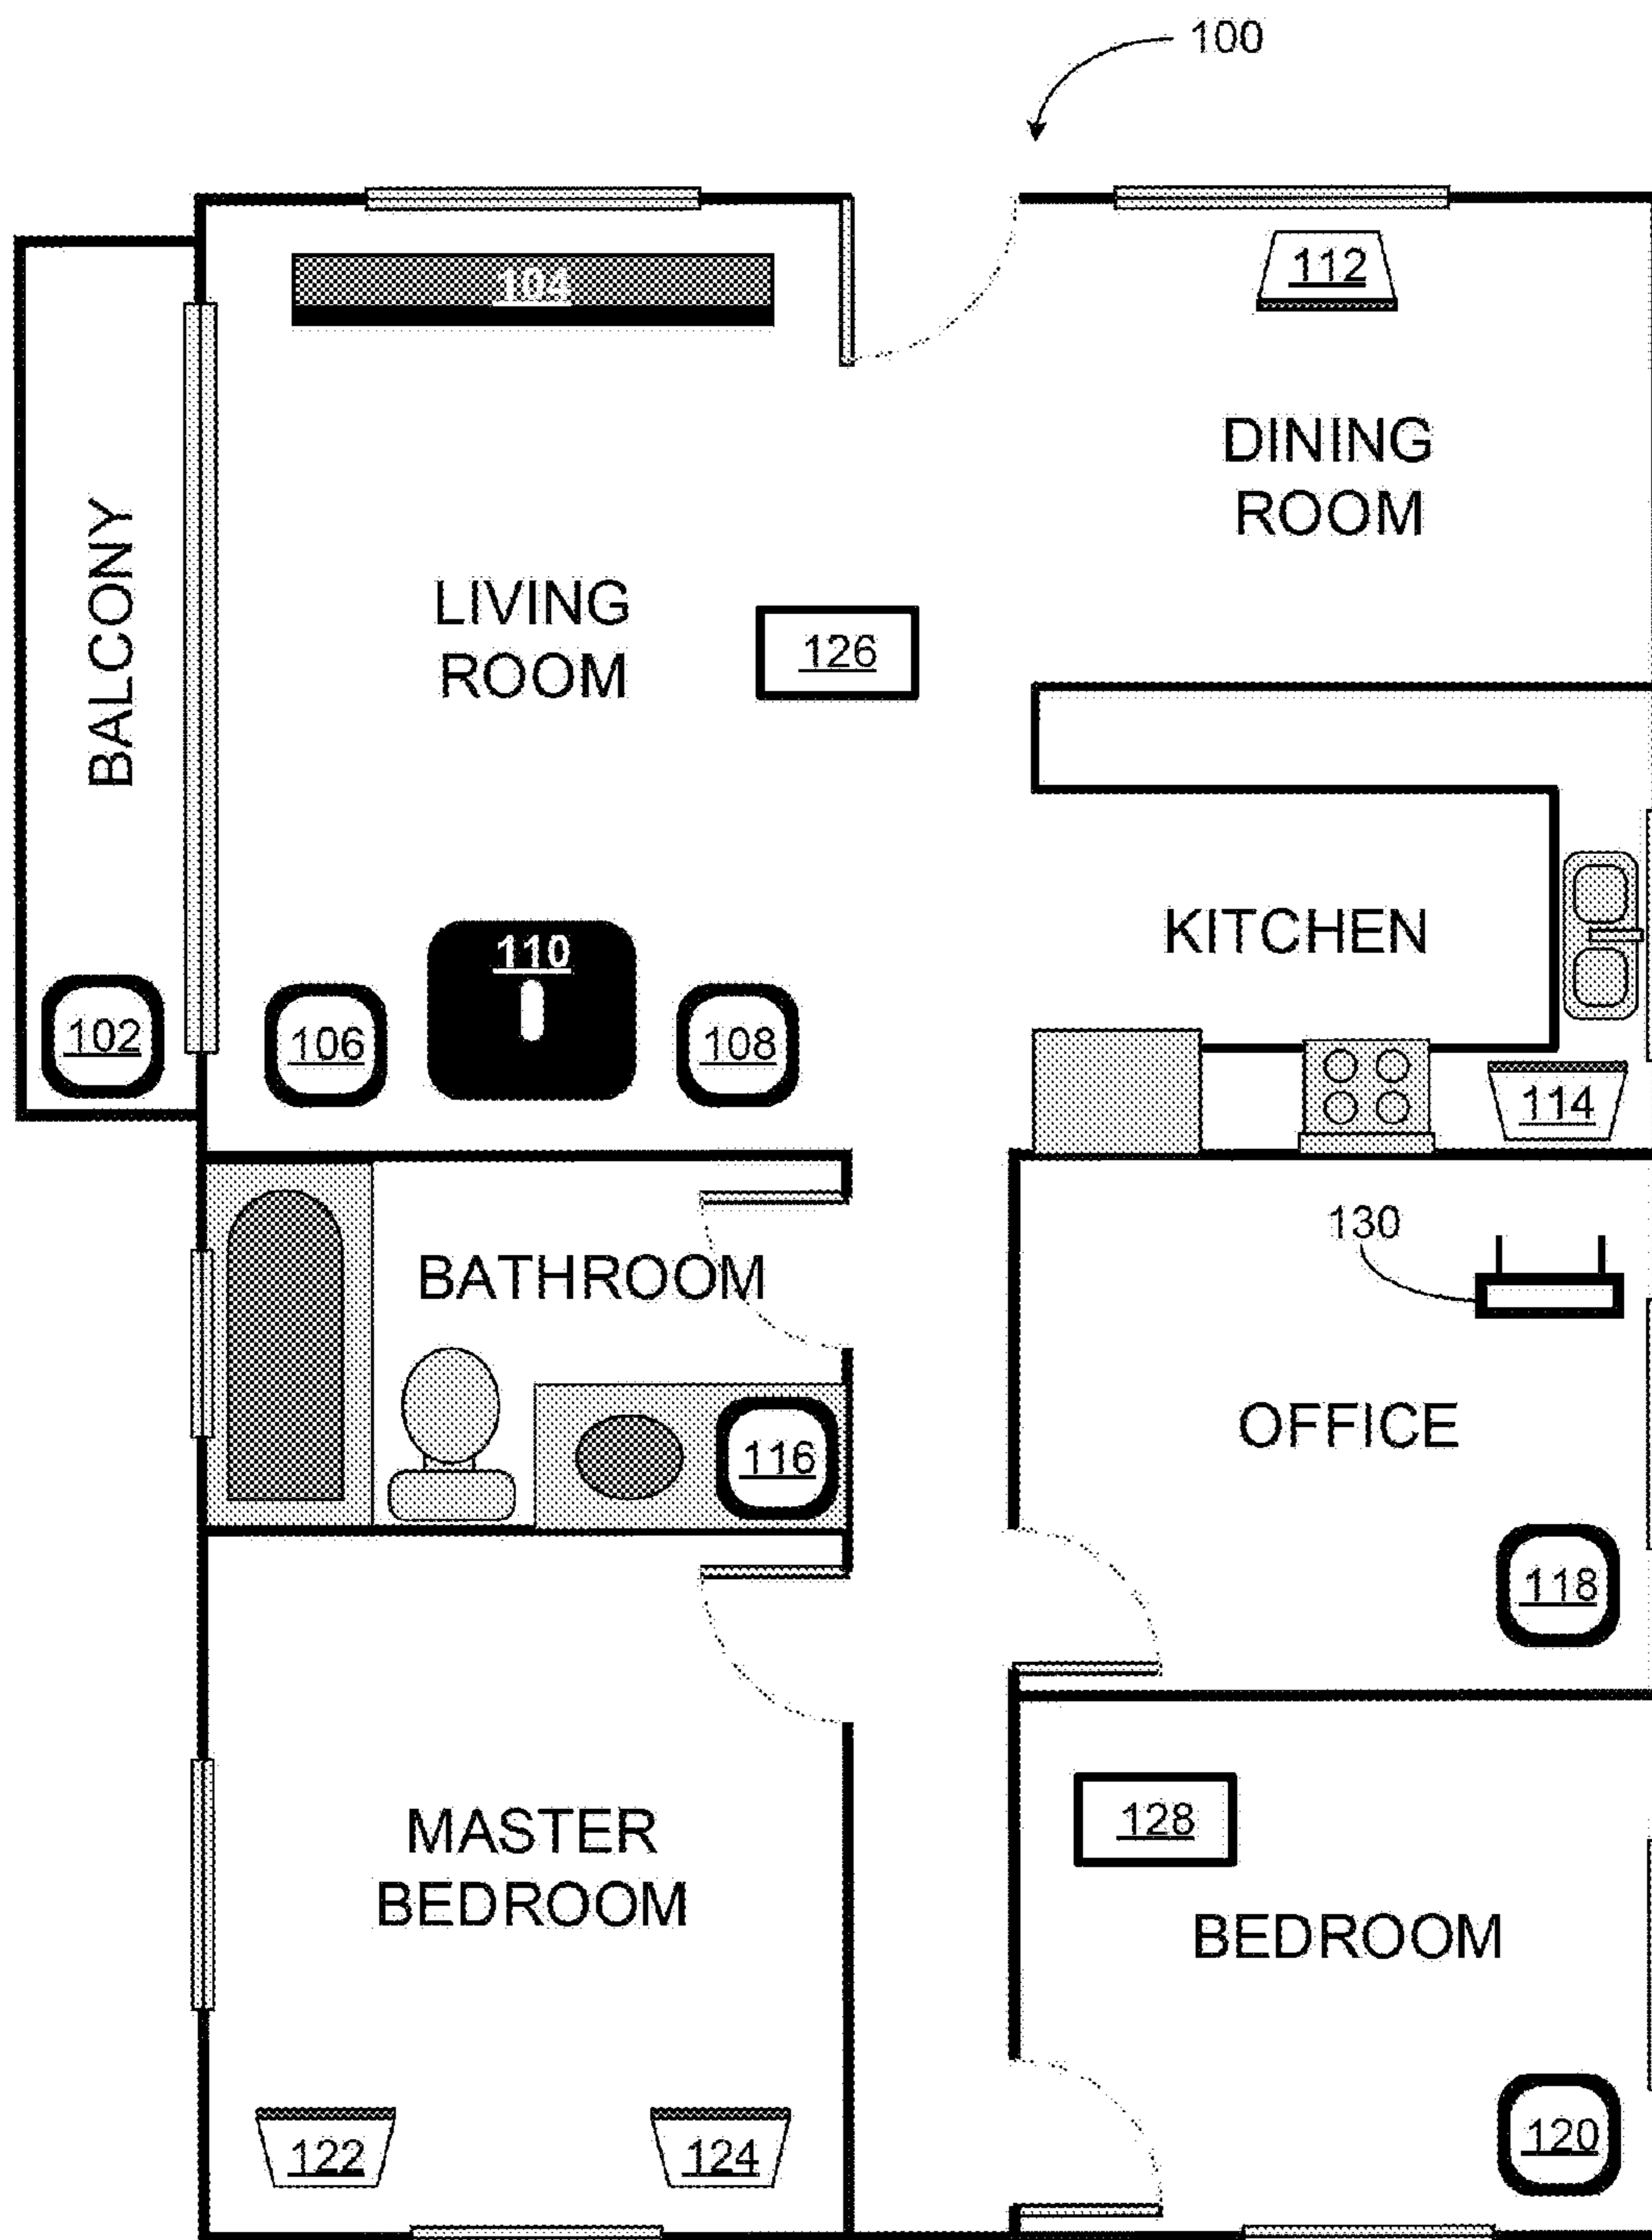 100
104
112
DINING
ROOM
BALCONY
LIVING
ROOM
126
KITCHEN
110
102
106
108
114
130
BATHROOM
OFFICE
116
118
128
MASTER
BEDROOM
BEDROOM
120
122
124